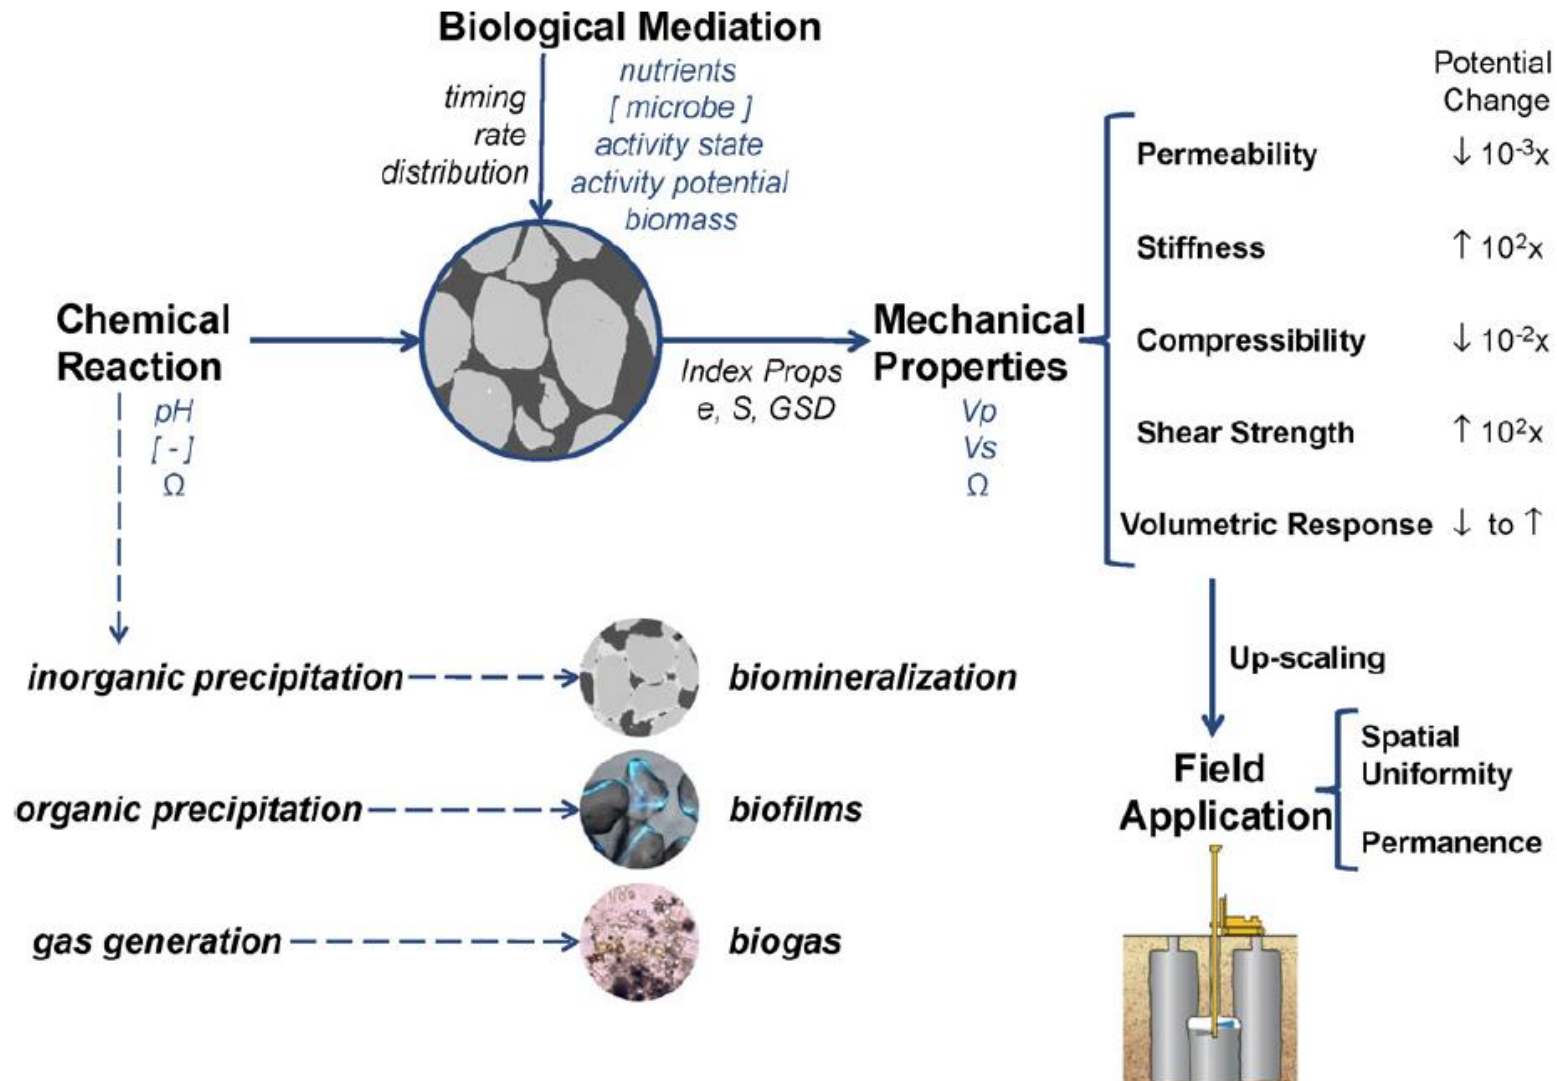 Biological Mediation
timing
rate
distribution
nutrients
[ microbe ]
activity state
activity potential
biomass
Chemical
Reaction
pH
[ - ]
Ω
Index Props
e, S, GSD
Mechanical
Properties
Vp
Vs
Ω
Potential
Change
Permeability ↓ 10⁻³x
Stiffness ↑ 10²x
Compressibility ↓ 10⁻²x
Shear Strength ↑ 10²x
Volumetric Response ↓ to ↑
inorganic precipitation
biomineralization
organic precipitation
biofilms
gas generation
biogas
Up-scaling
Field
Application
Spatial
Uniformity
Permanence